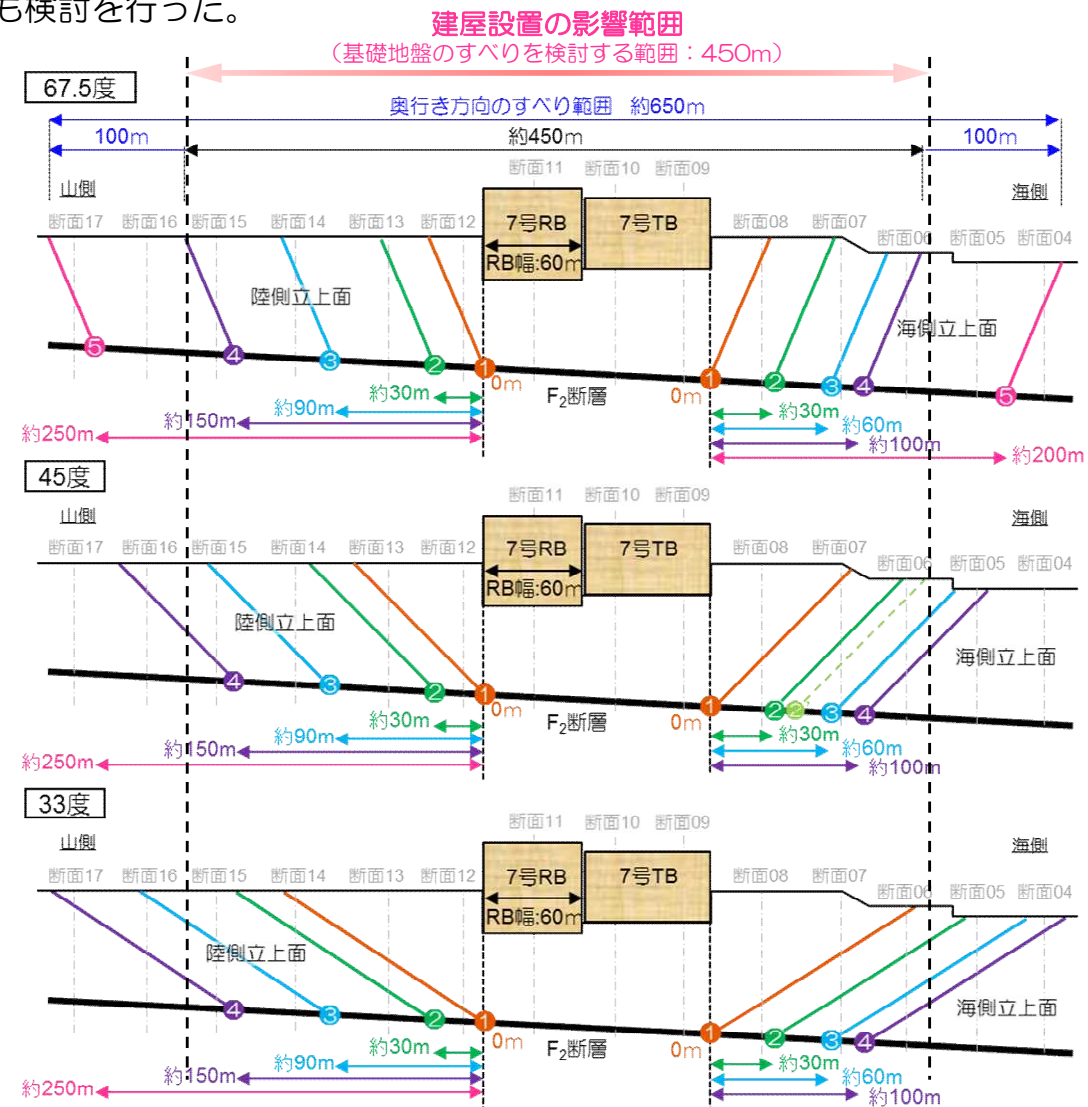 も検討を行った。
建屋設置の影響範囲
（基礎地盤のすべりを検討する範囲：450m）
67.5度
奥行き方向のすべり範囲 約650m
100m 約450m 100m
断面11 断面10 断面09
山側 海側
断面17 断面16 断面15 断面14 断面13 断面12 7号RB 7号TB 断面08 断面07 断面06 断面05 断面04
RB幅:60m
陸側立上面 海側立上面
5 4 3 2 1 1 2 3 4 5
0m F2断層 0m
約30m 約30m
約90m 約60m
約150m 約100m
約250m 約200m
45度
断面11 断面10 断面09
山側 海側
断面17 断面16 断面15 断面14 断面13 断面12 7号RB 7号TB 断面08 断面07 断面06 断面05 断面04
RB幅:60m
陸側立上面 海側立上面
4 3 2 1 1 2 2 3 4
0m F2断層 0m
約30m 約30m
約90m 約60m
約150m 約100m
約250m
33度
断面11 断面10 断面09
山側 海側
断面17 断面16 断面15 断面14 断面13 断面12 7号RB 7号TB 断面08 断面07 断面06 断面05 断面04
RB幅:60m
陸側立上面 海側立上面
4 3 2 1 1 2 3 4
0m F2断層 0m
約30m 約30m
約90m 約60m
約150m 約100m
約250m